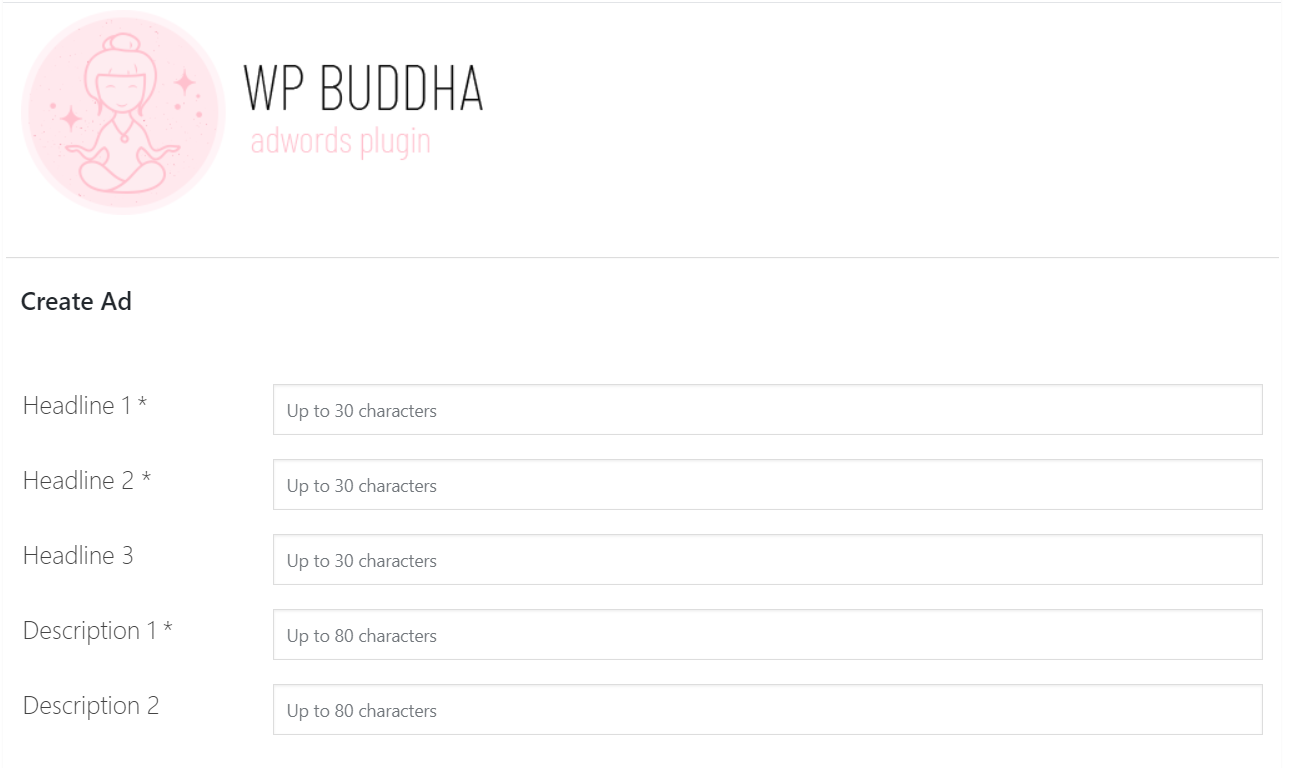 WP BUDDHA
adwords plugin
Create Ad
Headline 1 *
Up to 30 characters
Headline 2 *
Up to 30 characters
Headline 3
Up to 30 characters
Description 1 *
Up to 80 characters
Description 2
Up to 80 characters